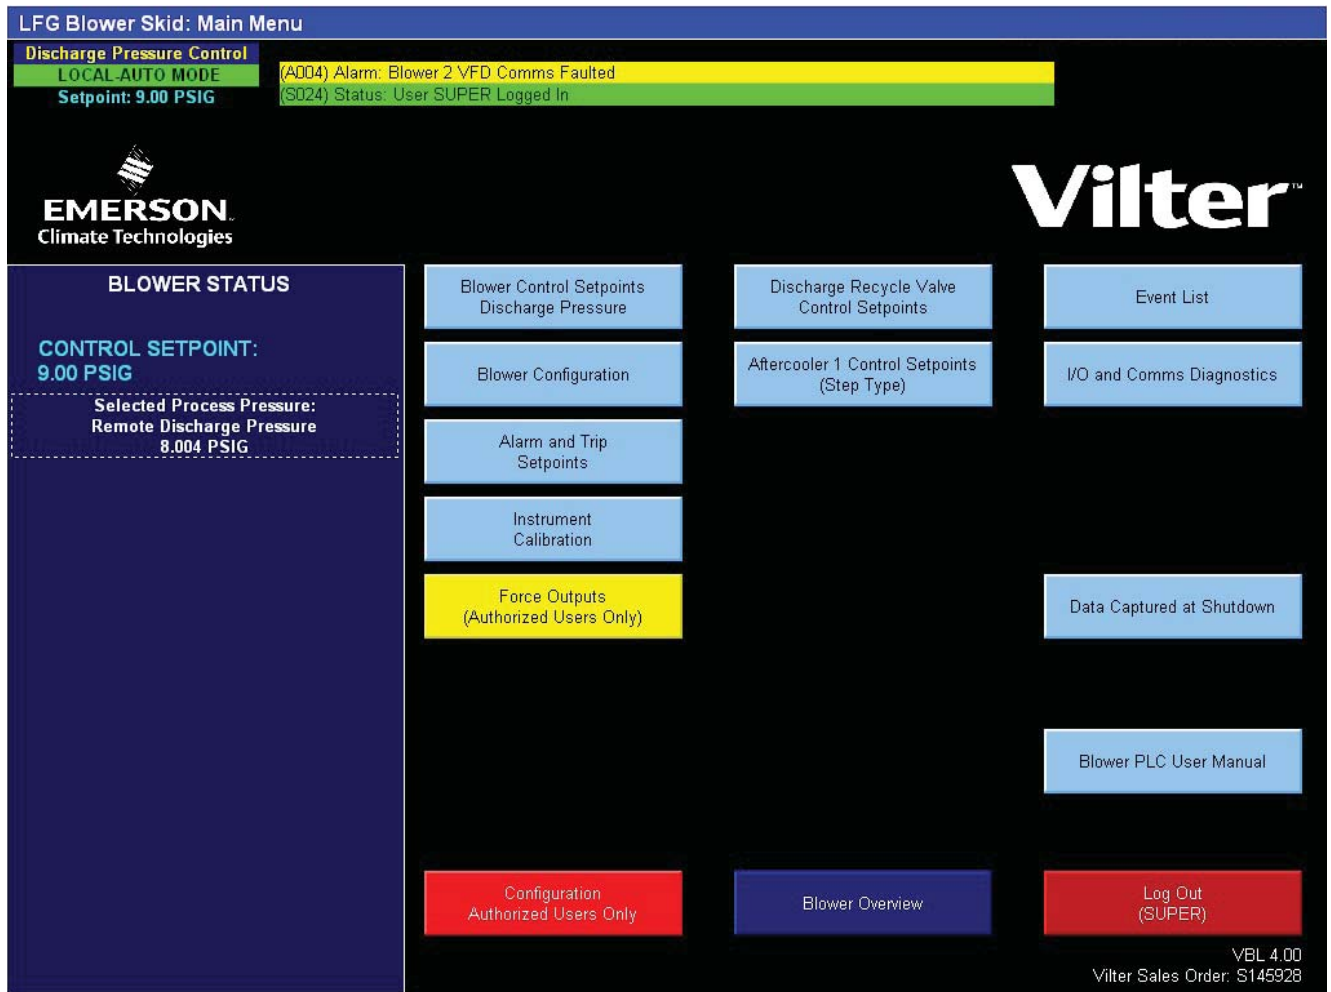 LFG Blower Skid: Main Menu
Discharge Pressure Control
LOCAL-AUTO MODE
Setpoint: 9.00 PSIG
(A004) Alarm: Blower 2 VFD Comms Faulted
(S024) Status: User SUPER Logged In
EMERSON™
Climate Technologies
Vilter™
BLOWER STATUS
CONTROL SETPOINT:
9.00 PSIG
Selected Process Pressure:
Remote Discharge Pressure
8.004 PSIG
Blower Control Setpoints
Discharge Pressure
Discharge Recycle Valve
Control Setpoints
Event List
Blower Configuration
Aftercooler 1 Control Setpoints
(Step Type)
I/O and Comms Diagnostics
Alarm and Trip
Setpoints
Instrument
Calibration
Force Outputs
(Authorized Users Only)
Data Captured at Shutdown
Blower PLC User Manual
Configuration
Authorized Users Only
Blower Overview
Log Out
(SUPER)
VBL 4.00
Vilter Sales Order: S145928